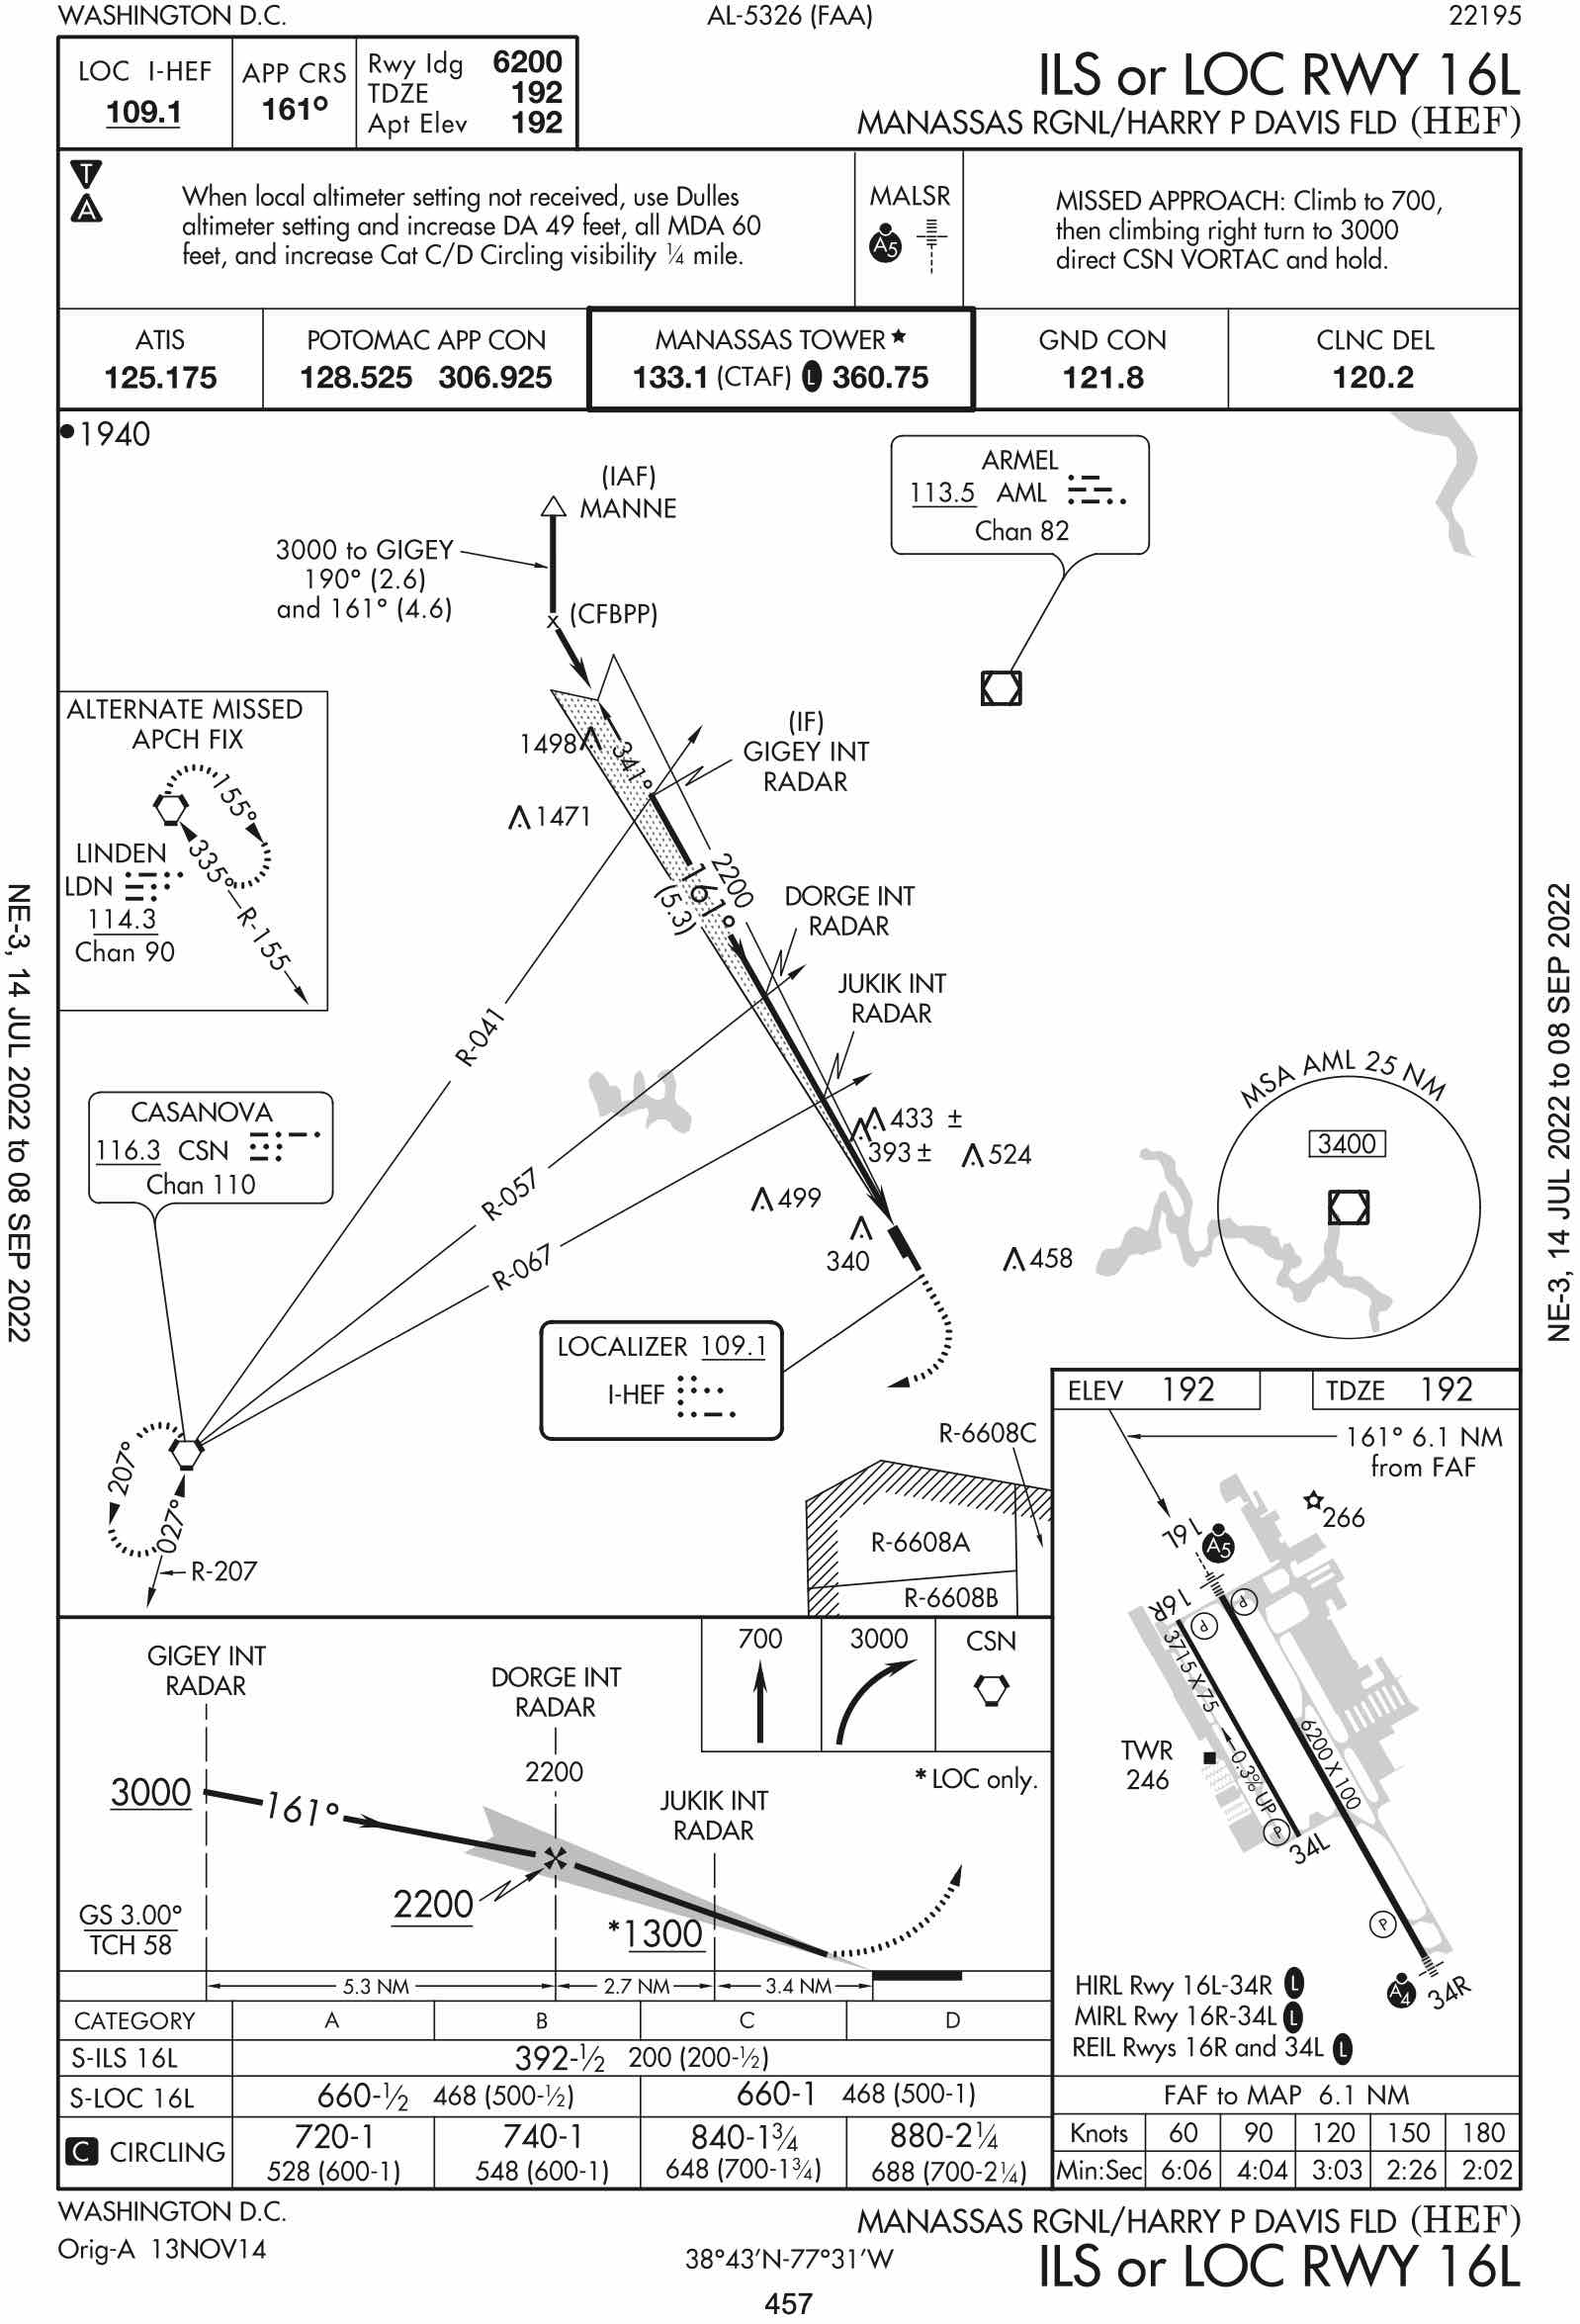 WASHINGTON D.C.
AL-5326 (FAA)
22195
LOC I-HEF
109.1
APP CRS
161°
Rwy Idg 6200
TDZE 192
Apt Elev 192
ILS or LOC RWY 16L
MANASSAS RGNL/HARRY P DAVIS FLD (HEF)
T
A
When local altimeter setting not received, use Dulles
altimeter setting and increase DA 49 feet, all MDA 60
feet, and increase Cat C/D Circling visibility ¼ mile.
MALSR
A5
MISSED APPROACH: Climb to 700,
then climbing right turn to 3000
direct CSN VORTAC and hold.
ATIS
125.175
POTOMAC APP CON
128.525 306.925
MANASSAS TOWER★
133.1 (CTAF) L 360.75
GND CON
121.8
CLNC DEL
120.2
1940
(IAF)
MANNE
3000 to GIGEY
190° (2.6)
and 161° (4.6)
(CFBPP)
ARMEL
113.5 AML
Chan 82
ALTERNATE MISSED
APCH FIX
155°
335°
R-155
LINDEN
LDN
114.3
Chan 90
1498
341°
(IF)
GIGEY INT
RADAR
1471
2200
161°
(5.3)
DORGE INT
RADAR
JUKIK INT
RADAR
R-041
R-057
R-067
CASANOVA
116.3 CSN
Chan 110
433 ±
393 ±
524
499
340
458
MSA AML 25 NM
3400
LOCALIZER 109.1
I-HEF
207°
027°
R-207
R-6608C
R-6608A
R-6608B
NE-3, 14 JUL 2022 to 08 SEP 2022
NE-3, 14 JUL 2022 to 08 SEP 2022
ELEV 192
TDZE 192
161° 6.1 NM
from FAF
266
16L
A5
16R
P
P
3715 X 75
0.3% UP
6200 X 100
TWR
246
P
34L
P
A4
34R
HIRL Rwy 16L-34R L
MIRL Rwy 16R-34L L
REIL Rwys 16R and 34L L
FAF to MAP 6.1 NM
Knots 60 90 120 150 180
Min:Sec 6:06 4:04 3:03 2:26 2:02
GIGEY INT
RADAR
DORGE INT
RADAR
2200
700
3000
CSN
* LOC only.
3000
161°
JUKIK INT
RADAR
2200
*1300
GS 3.00°
TCH 58
5.3 NM
2.7 NM
3.4 NM
CATEGORY A B C D
S-ILS 16L 392-½ 200 (200-½)
S-LOC 16L 660-½ 468 (500-½) 660-1 468 (500-1)
C CIRCLING
720-1 740-1 840-1¾ 880-2¼
528 (600-1) 548 (600-1) 648 (700-1¾) 688 (700-2¼)
WASHINGTON D.C.
Orig-A 13NOV14
38°43'N-77°31'W
457
MANASSAS RGNL/HARRY P DAVIS FLD (HEF)
ILS or LOC RWY 16L